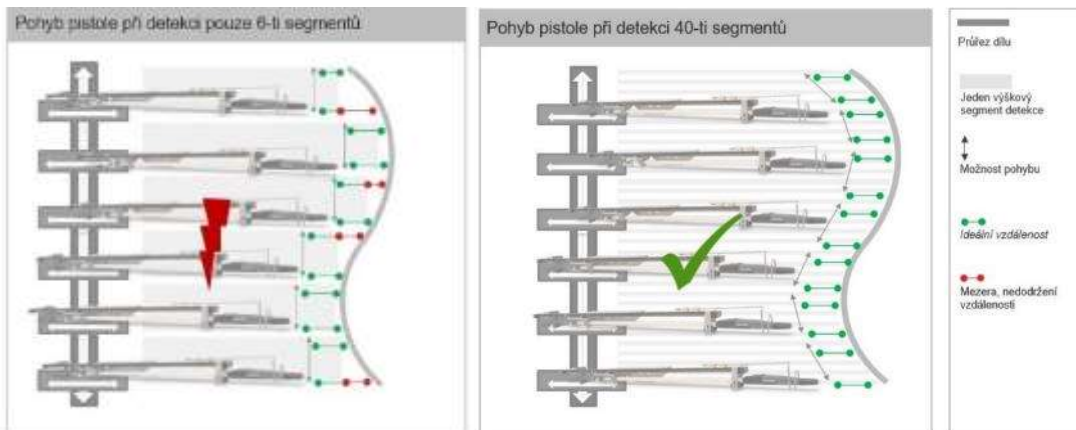 Pohyb pistole při detekci pouze 6-ti segmentů
Pohyb pistole při detekci 40-ti segmentů
Průřez dílu
Jeden výškový
segment detekce
Možnost pohybu
Ideální vzdálenost
Mezera, nedodržení
vzdálenosti